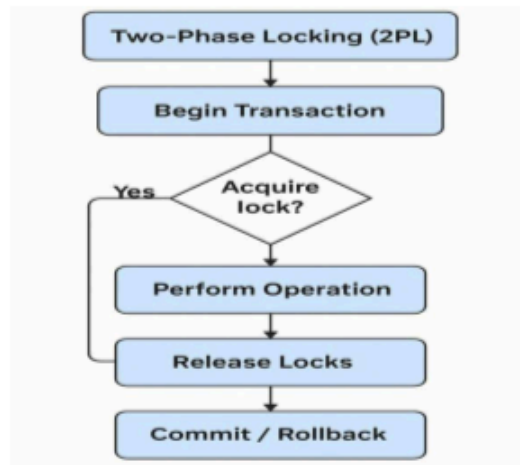 Two-Phase Locking (2PL)
Begin Transaction
Yes
Acquire
lock?
Perform Operation
Release Locks
Commit / Rollback